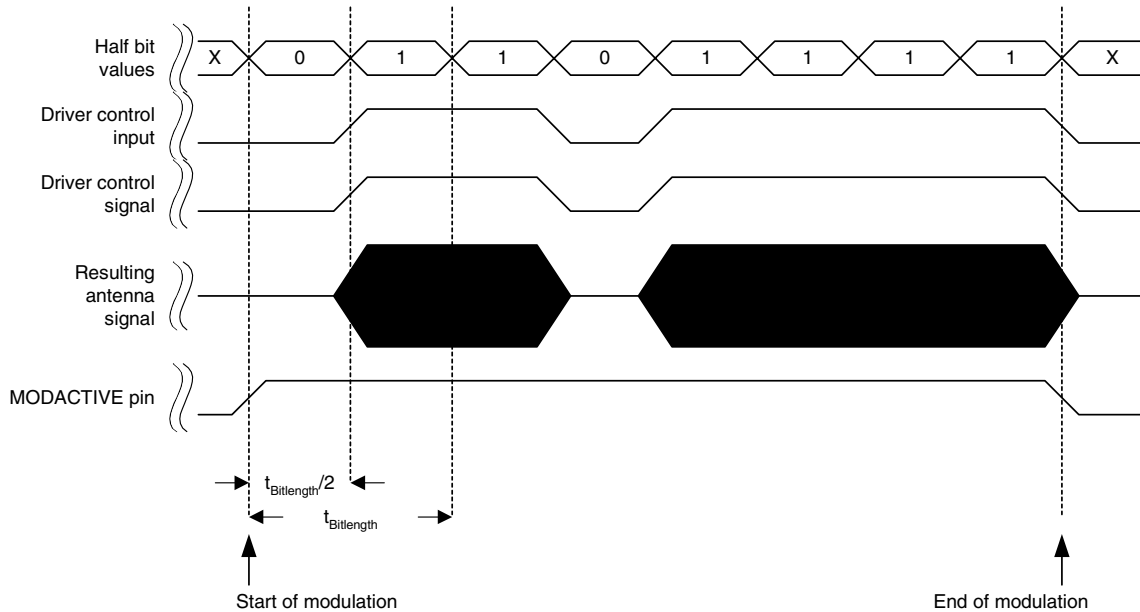 Half bit
values
X 0 1 1 0 1 1 1 1 X
Driver control
input
Driver control
signal
Resulting
antenna
signal
MODACTIVE pin
tBitlength/2
tBitlength
Start of modulation End of modulation